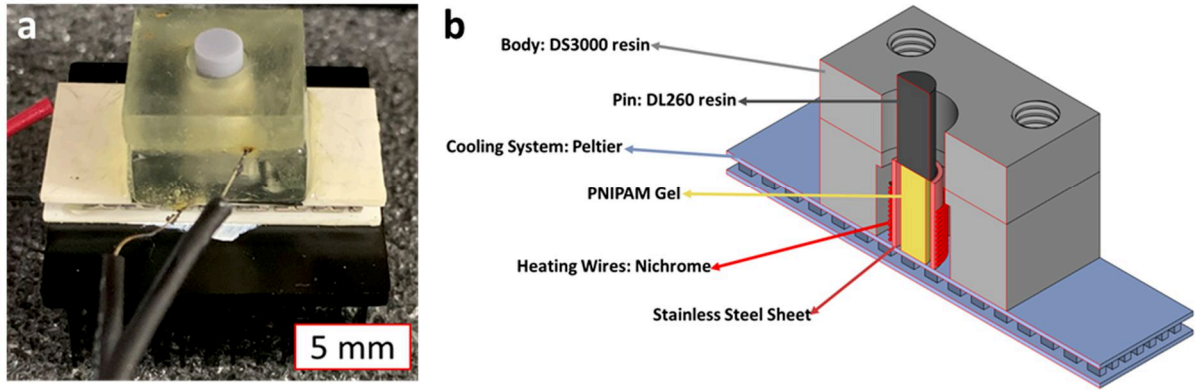 a
5 mm
b
Body: DS3000 resin
Pin: DL260 resin
Cooling System: Peltier
PNIPAM Gel
Heating Wires: Nichrome
Stainless Steel Sheet